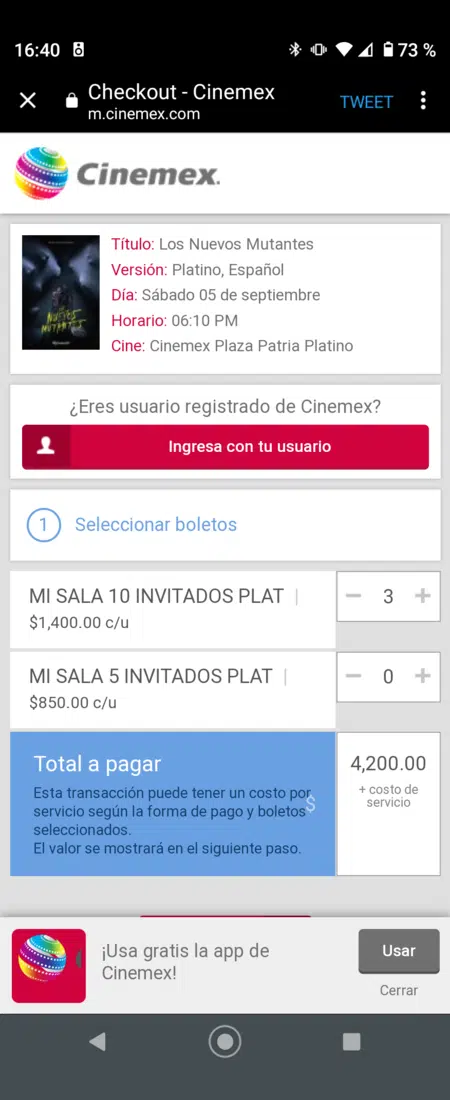 16:40
73 %
Checkout - Cinemex
m.cinemex.com
TWEET
Cinemex.
NUEVOS
MUTANTES
Título: Los Nuevos Mutantes
Versión: Platino, Español
Día: Sábado 05 de septiembre
Horario: 06:10 PM
Cine: Cinemex Plaza Patria Platino
¿Eres usuario registrado de Cinemex?
Ingresa con tu usuario
1 Seleccionar boletos
MI SALA 10 INVITADOS PLAT |
$1,400.00 c/u
− 3 +
MI SALA 5 INVITADOS PLAT |
$850.00 c/u
− 0 +
Total a pagar
Esta transacción puede tener un costo por
servicio según la forma de pago y boletos
seleccionados.
El valor se mostrará en el siguiente paso.
$
4,200.00
+ costo de
servicio
¡Usa gratis la app de
Cinemex!
Usar
Cerrar